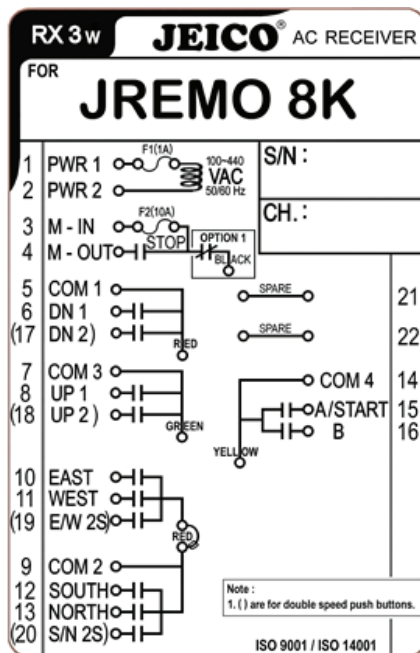 RX 3W JEICO® AC RECEIVER
FOR
JREMO 8K
S/N :
CH. :
1 PWR 1 F1(1A) 100~440
VAC
2 PWR 2 50/60 Hz
3 M - IN F2(10A)
STOP OPTION 1
4 M - OUT BLACK
5 COM 1
6 DN 1
(17 DN 2) RED
7 COM 3
8 UP 1
(18 UP 2) GREEN
SPARE 21
SPARE 22
COM 4 14
A/START 15
B 16
YELLOW
10 EAST
11 WEST
(19 E/W 2S) RED
9 COM 2
12 SOUTH
13 NORTH
(20 S/N 2S)
Note :
1. ( ) are for double speed push buttons.
ISO 9001 / ISO 14001